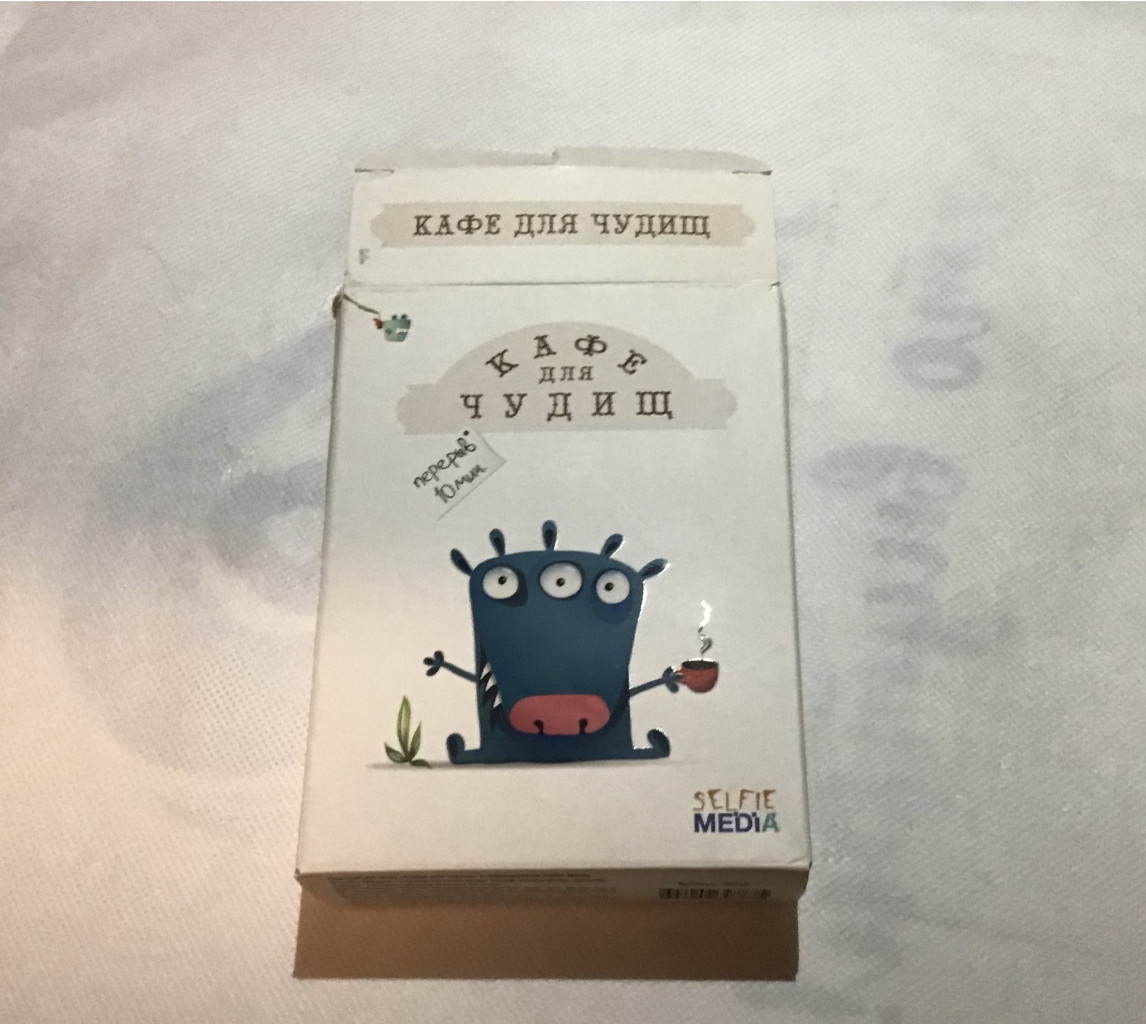 КАФЕ ДЛЯ ЧУДИЩ
КАФЕ
ДЛЯ
ЧУДИЩ
перерыв
10 мин
SELFIE
MEDIA